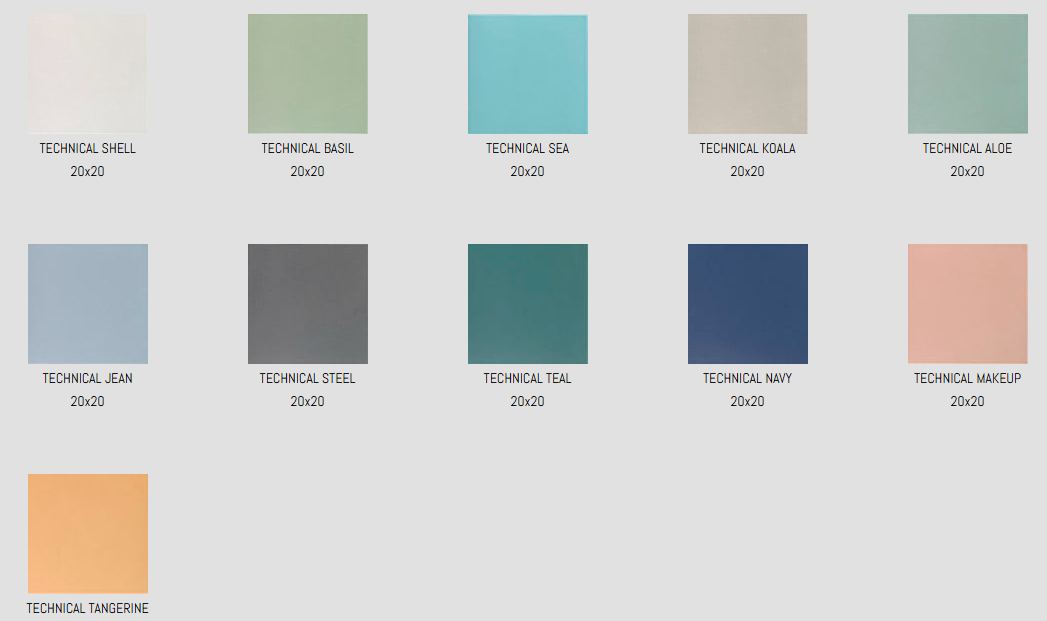 TECHNICAL SHELL
20x20
TECHNICAL BASIL
20x20
TECHNICAL SEA
20x20
TECHNICAL KOALA
20x20
TECHNICAL ALOE
20x20
TECHNICAL JEAN
20x20
TECHNICAL STEEL
20x20
TECHNICAL TEAL
20x20
TECHNICAL NAVY
20x20
TECHNICAL MAKEUP
20x20
TECHNICAL TANGERINE